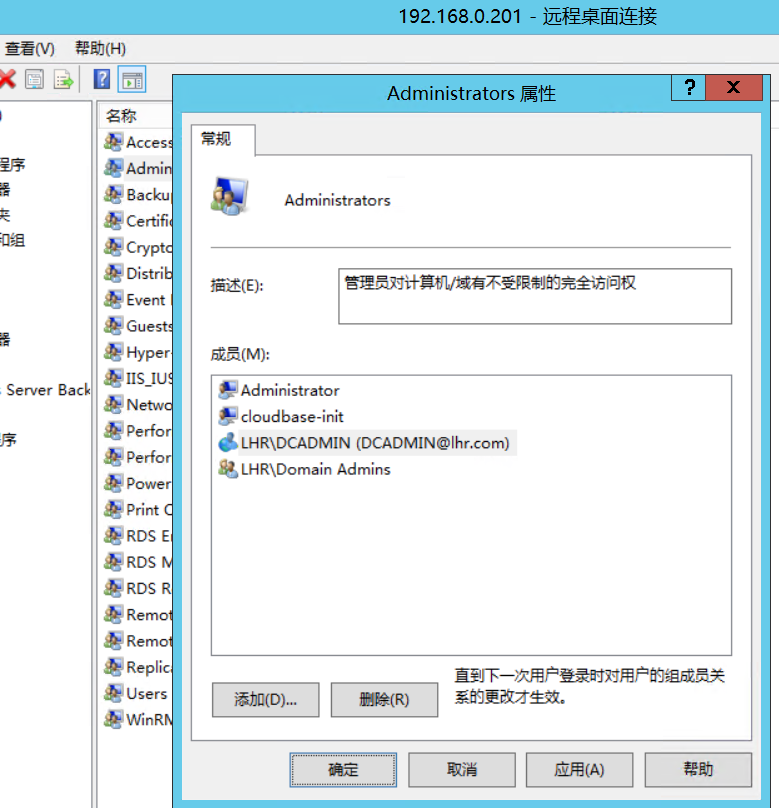 192.168.0.201 - 远程桌面连接
查看(V) 帮助(H)
Administrators 属性
? x
名称
常规
Access
程序
Admin
器
Backu
夹
Certific
和组
Crypto
Distrib
Event
Guests
器
Hyper-
IIS_IUS
s Server Back
Netwo
程序
Perfor
Perfor
Power
Print C
RDS E
RDS M
RDS R
Remot
Remot
Replica
Users
WinRM
Administrators
描述(E):
管理员对计算机/域有不受限制的完全访问权
成员(M):
Administrator
cloudbase-init
LHR\DCADMIN (DCADMIN@lhr.com)
LHR\Domain Admins
添加(D)...
删除(R)
直到下一次用户登录时对用户的组成员关
系的更改才生效。
确定
取消
应用(A)
帮助